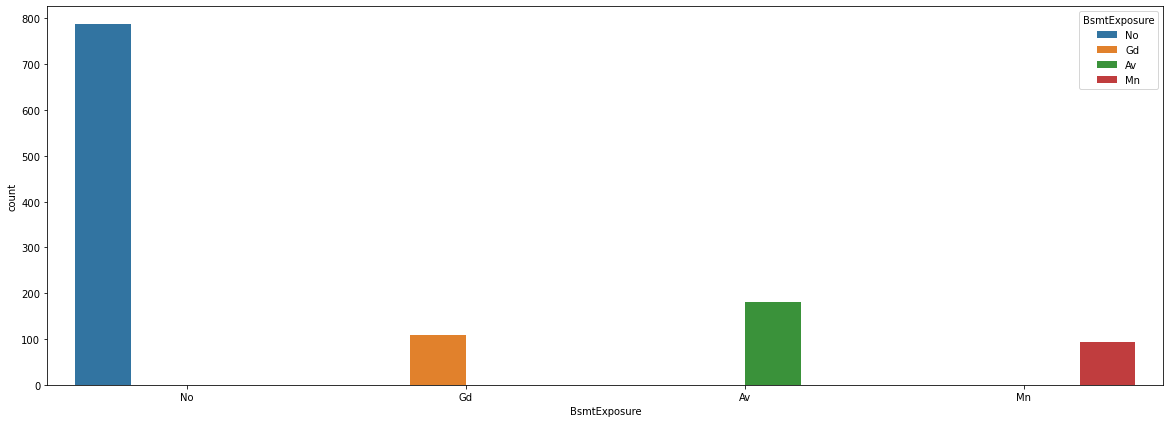 800
700
600
500
400
300
200
100
0
count
No
Gd
Av
Mn
BsmtExposure
BsmtExposure
No
Gd
Av
Mn